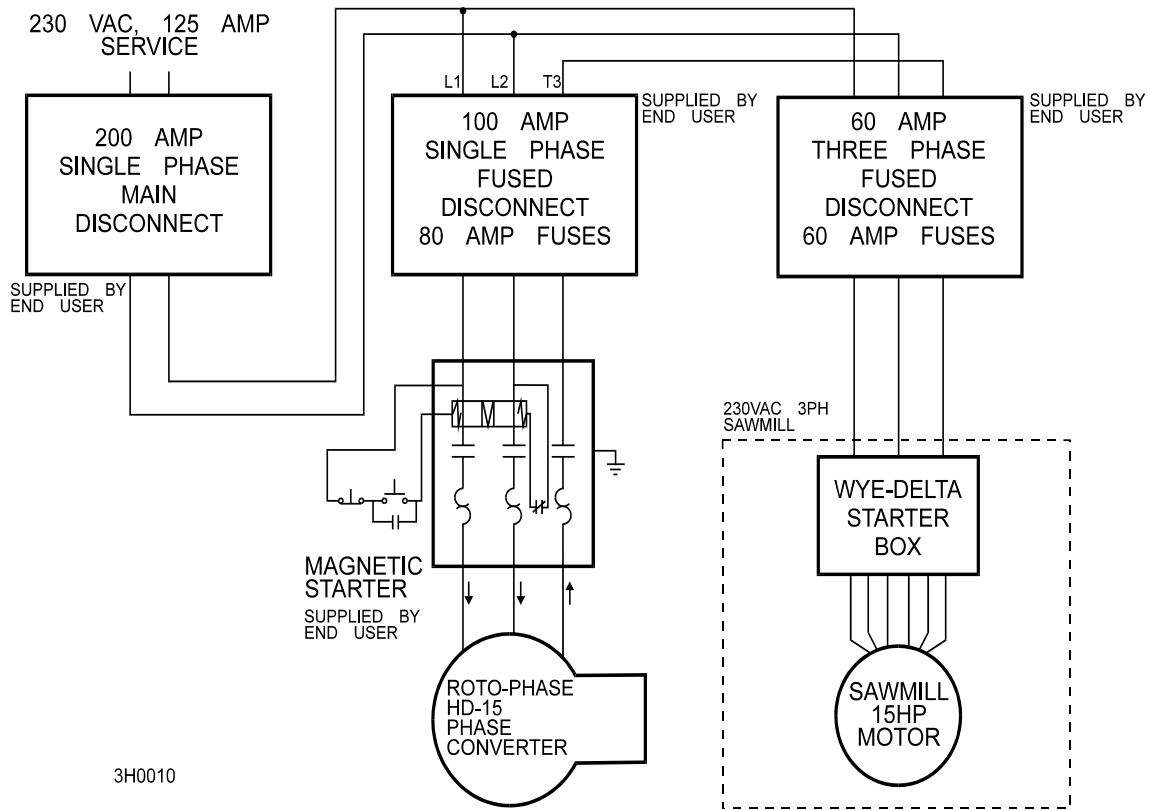 230 VAC, 125 AMP
SERVICE
200 AMP
SINGLE PHASE
MAIN
DISCONNECT
SUPPLIED BY
END USER
L1 L2 T3
100 AMP
SINGLE PHASE
FUSED
DISCONNECT
80 AMP FUSES
SUPPLIED BY
END USER
60 AMP
THREE PHASE
FUSED
DISCONNECT
60 AMP FUSES
SUPPLIED BY
END USER
MAGNETIC
STARTER
SUPPLIED BY
END USER
ROTO-PHASE
HD-15
PHASE
CONVERTER
230VAC 3PH
SAWMILL
WYE-DELTA
STARTER
BOX
SAWMILL
15HP
MOTOR
3H0010